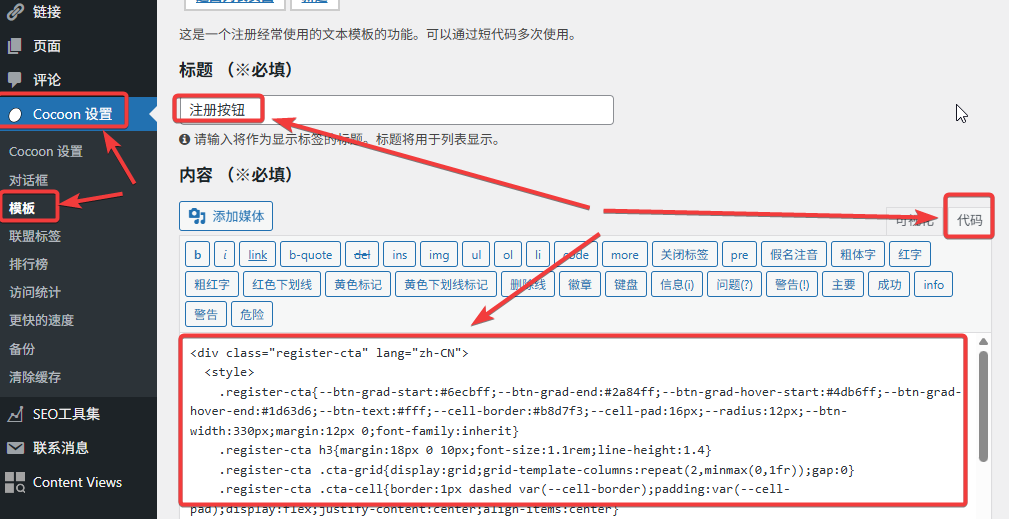 链接
页面
评论
Cocoon 设置
Cocoon 设置
对话框
模板
联盟标签
排行榜
访问统计
更快的速度
备份
清除缓存
SEO工具集
联系消息
Content Views
这是一个注册经常使用的文本模板的功能。可以通过短代码多次使用。
标题 （※必填）
注册按钮
请输入将作为显示标签的标题。标题将用于列表显示。
内容 （※必填）
添加媒体
可视化 代码
b i link b-quote del ins img ul ol li code more 关闭标签 pre 假名注音 粗体字 红字
粗红字 红色下划线 黄色标记 黄色下划线标记 删除线 徽章 键盘 信息(i) 问题(?) 警告(!) 主要 成功 info
警告 危险
<div class="register-cta" lang="zh-CN">
<style>
.register-cta{--btn-grad-start:#6ecbff;--btn-grad-end:#2a84ff;--btn-grad-hover-start:#4db6ff;--btn-grad-
hover-end:#1d63d6;--btn-text:#fff;--cell-border:#b8d7f3;--cell-pad:16px;--radius:12px;--btn-
width:330px;margin:12px 0;font-family:inherit}
.register-cta h3{margin:18px 0 10px;font-size:1.1rem;line-height:1.4}
.register-cta .cta-grid{display:grid;grid-template-columns:repeat(2,minmax(0,1fr));gap:0}
.register-cta .cta-cell{border:1px dashed var(--cell-border);padding:var(--cell-
pad);display:flex;justify-content:center;align-items:center}